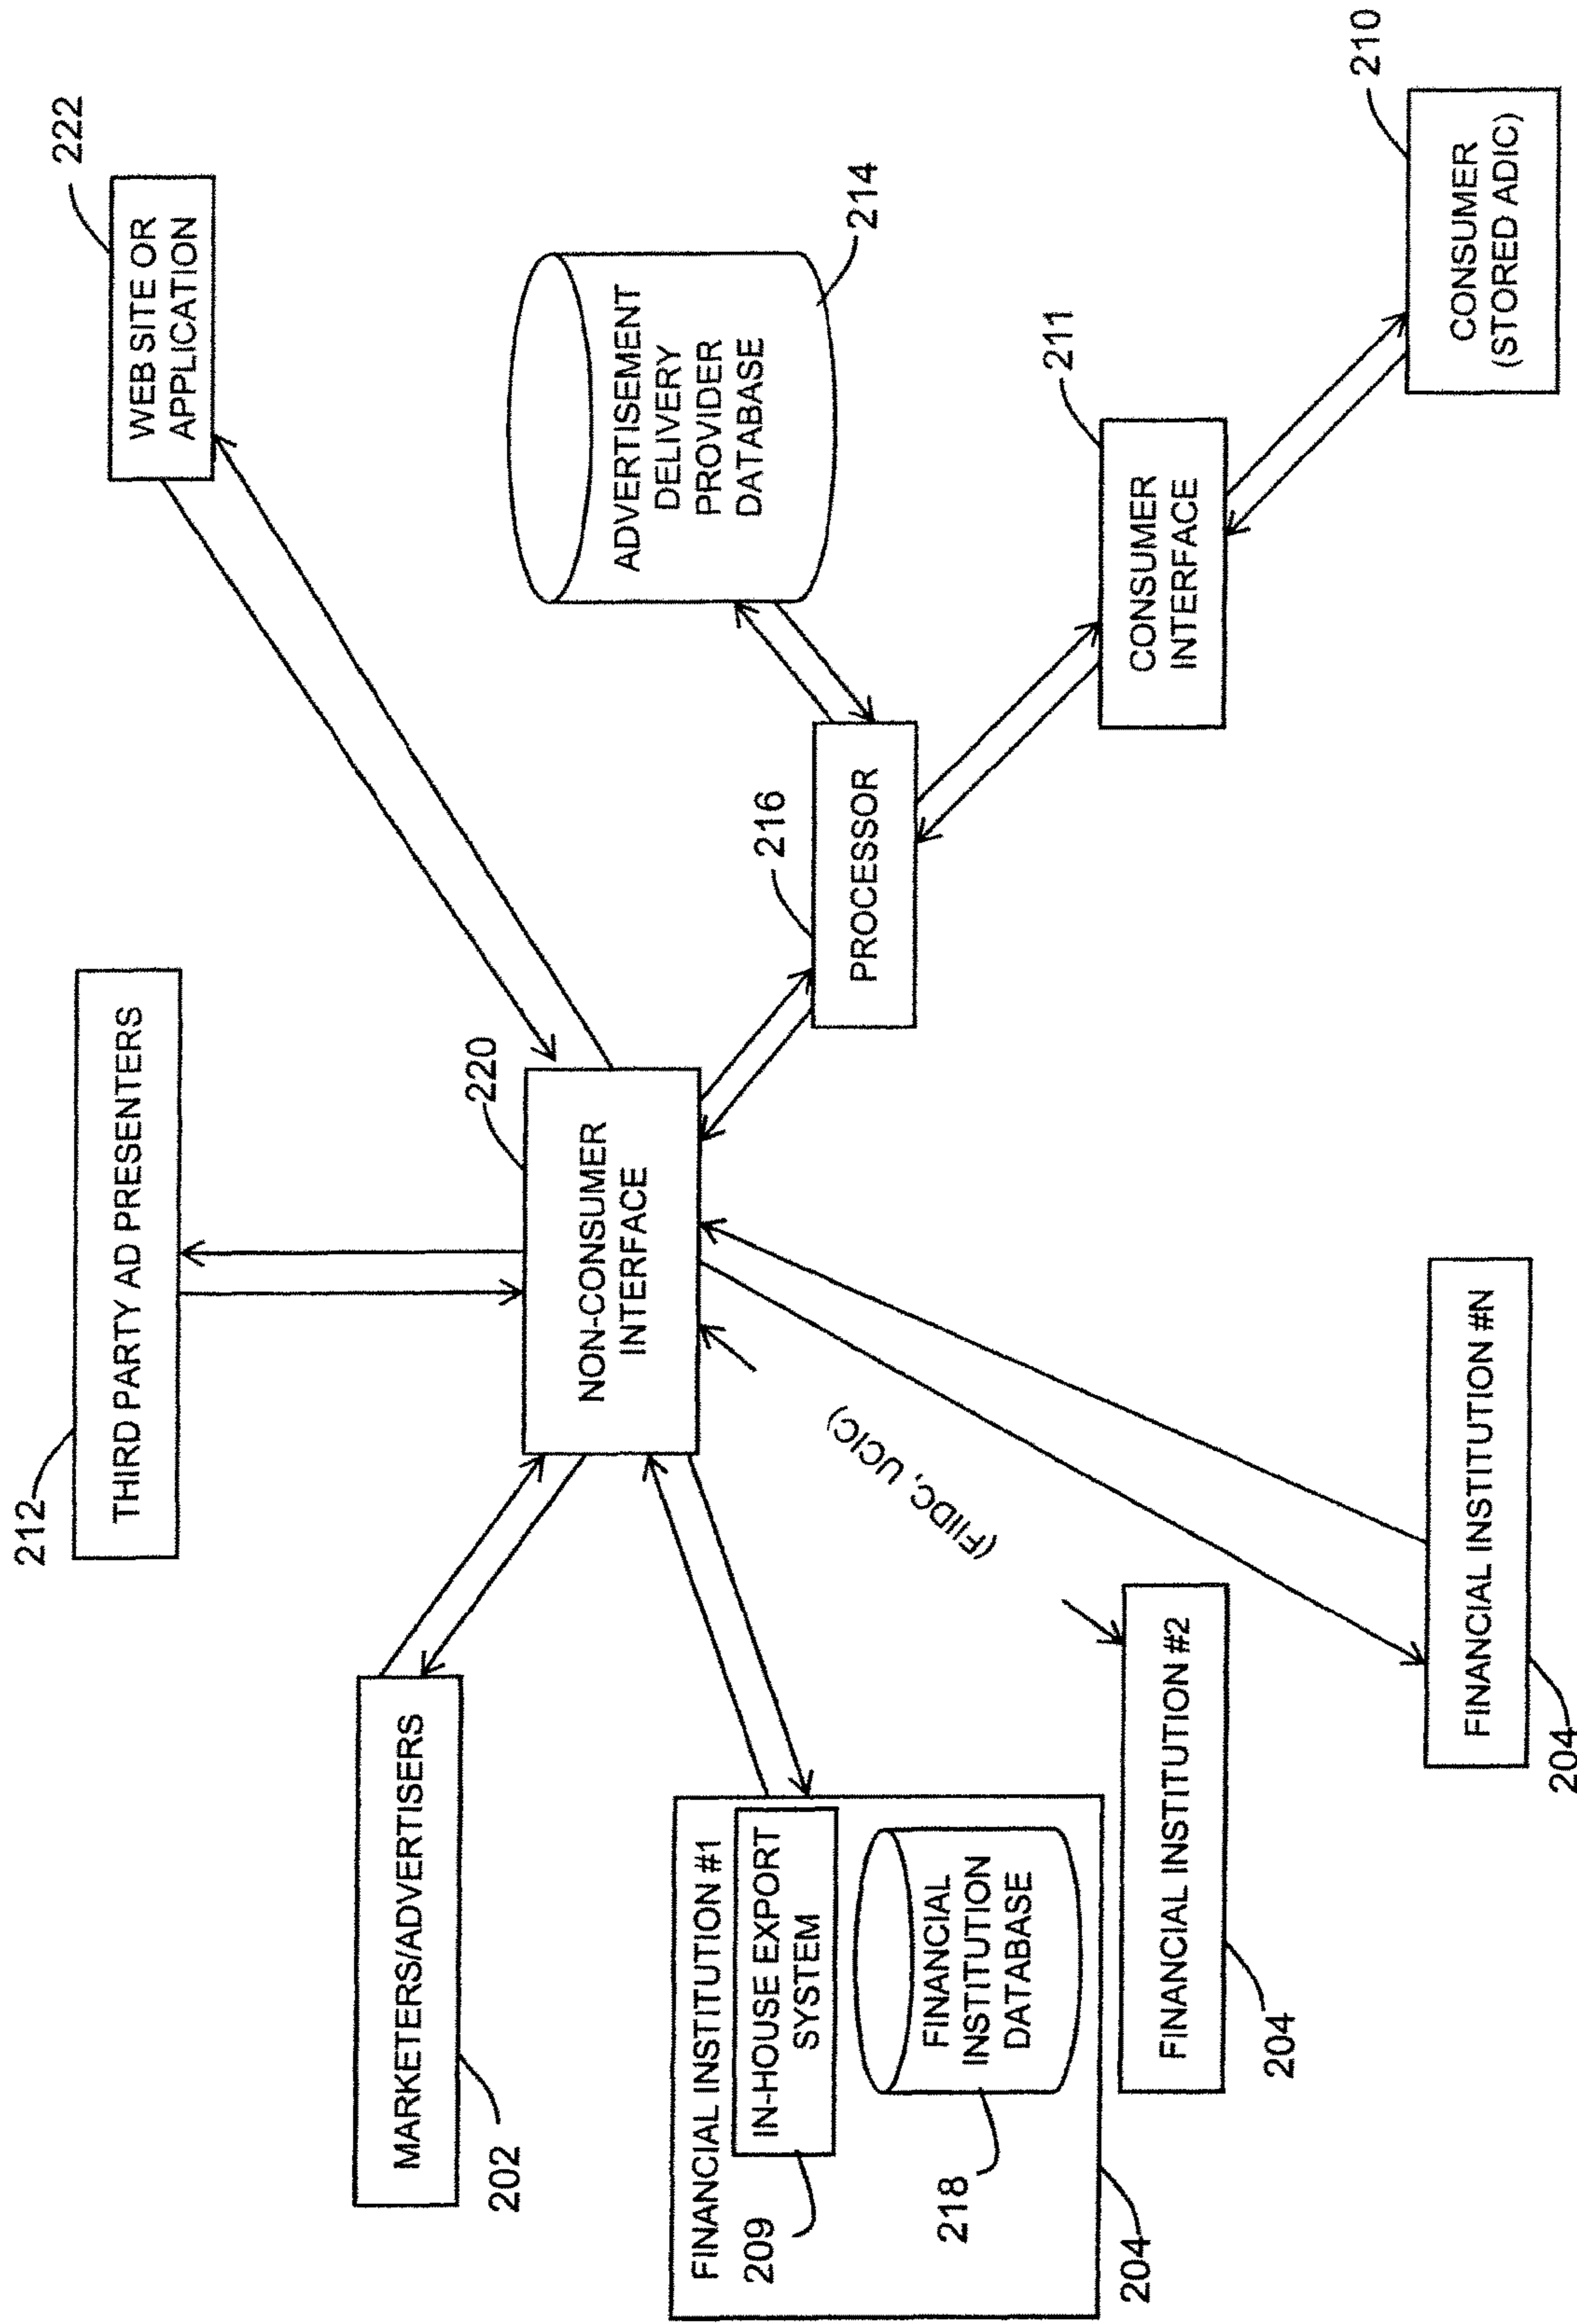 212
THIRD PARTY AD PRESENTERS
222
WEB SITE OR
APPLICATION
202
MARKETERS/ADVERTISERS
220
NON-CONSUMER
INTERFACE
ADVERTISEMENT
DELIVERY
PROVIDER
DATABASE
214
FINANCIAL INSTITUTION #1
209
IN-HOUSE EXPORT
SYSTEM
218
FINANCIAL
INSTITUTION
DATABASE
204
(FIIDC, UCIC)
216
PROCESSOR
FINANCIAL INSTITUTION #2
204
211
CONSUMER
INTERFACE
FINANCIAL INSTITUTION #N
204
210
CONSUMER
(STORED ADIC)